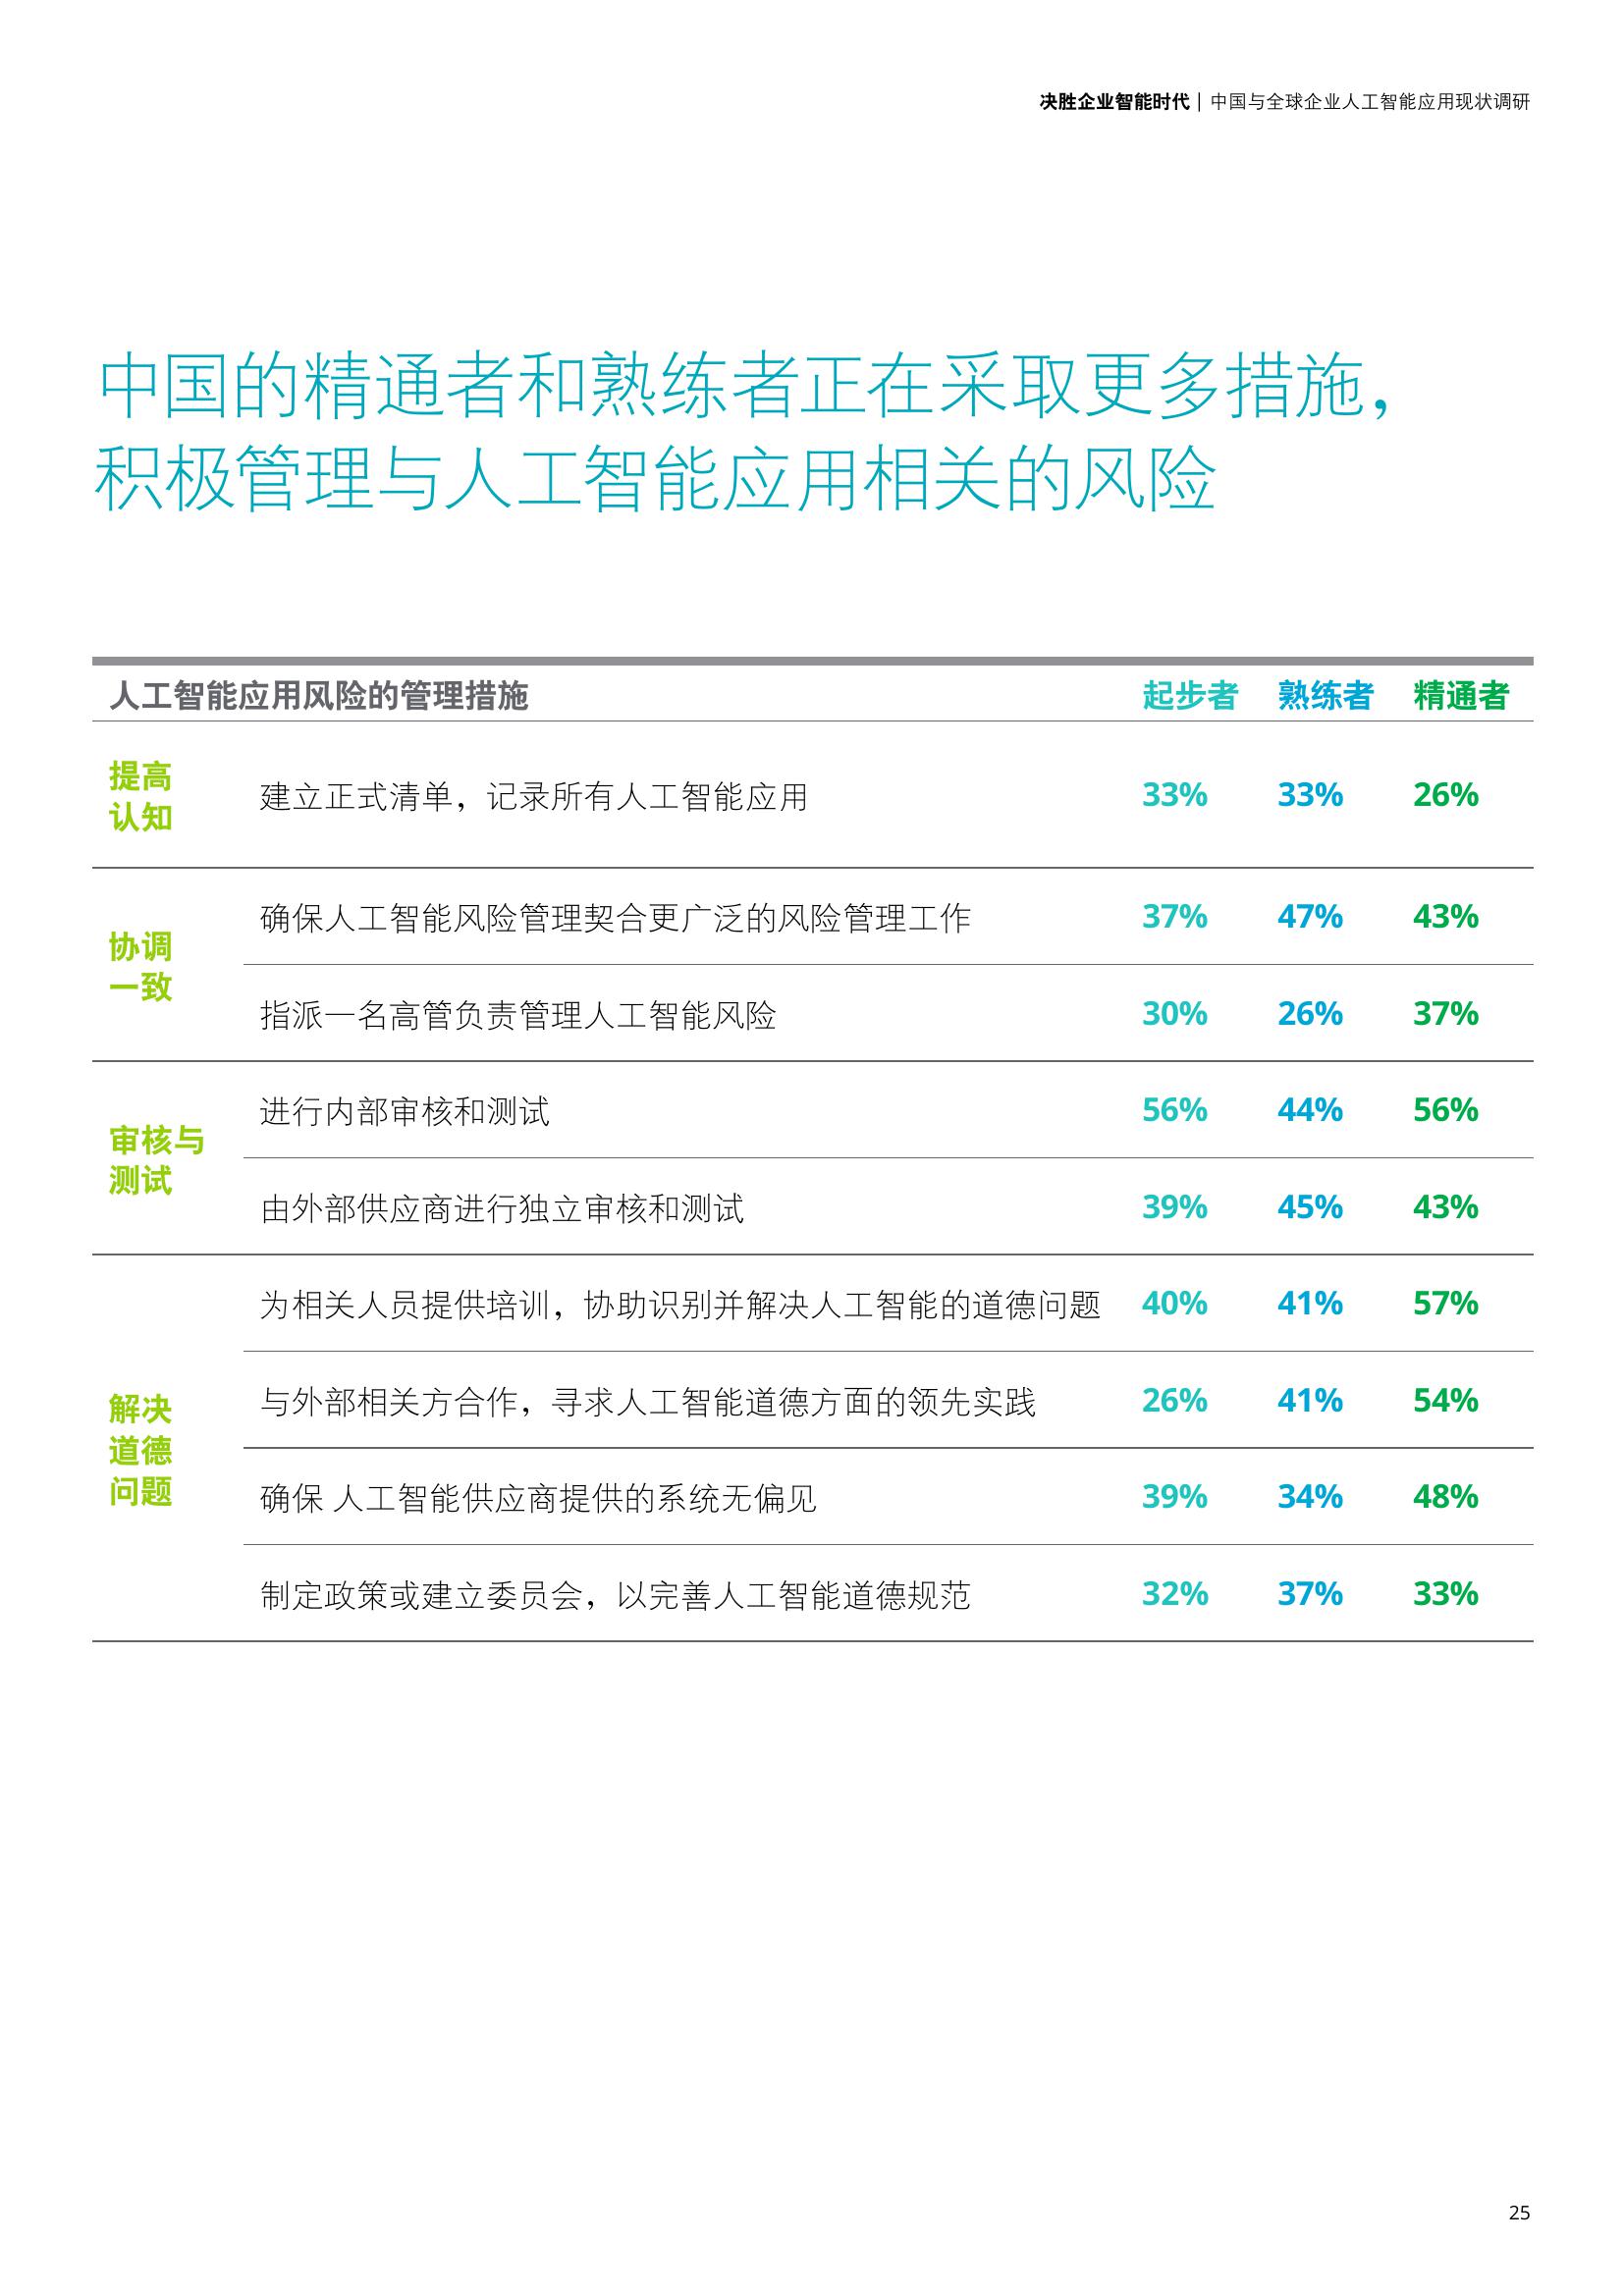 决胜企业智能时代 | 中国与全球企业人工智能应用现状调研
中国的精通者和熟练者正在采取更多措施，
积极管理与人工智能应用相关的风险
人工智能应用风险的管理措施 起步者 熟练者 精通者
提高
认知
建立正式清单，记录所有人工智能应用 33% 33% 26%
协调
一致
确保人工智能风险管理契合更广泛的风险管理工作 37% 47% 43%
指派一名高管负责管理人工智能风险 30% 26% 37%
审核与
测试
进行内部审核和测试 56% 44% 56%
由外部供应商进行独立审核和测试 39% 45% 43%
解决
道德
问题
为相关人员提供培训，协助识别并解决人工智能的道德问题 40% 41% 57%
与外部相关方合作，寻求人工智能道德方面的领先实践 26% 41% 54%
确保 人工智能供应商提供的系统无偏见 39% 34% 48%
制定政策或建立委员会，以完善人工智能道德规范 32% 37% 33%
25